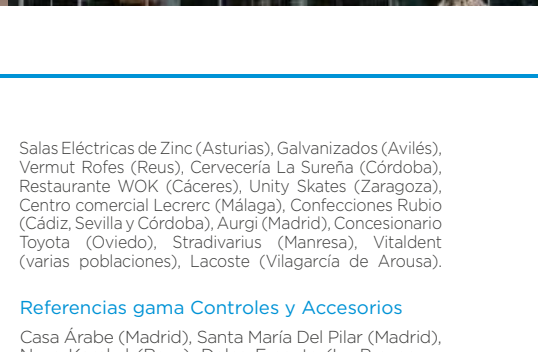 Salas Eléctricas de Zinc (Asturias), Galvanizados (Avilés),
Vermut Rofes (Reus), Cervecería La Sureña (Córdoba),
Restaurante WOK (Cáceres), Unity Skates (Zaragoza),
Centro comercial Lecrerc (Málaga), Confecciones Rubio
(Cádiz, Sevilla y Córdoba), Aurgi (Madrid), Concesionario
Toyota (Oviedo), Stradivarius (Manresa), Vitaldent
(varias poblaciones), Lacoste (Vilagarcía de Arousa).
Referencias gama Controles y Accesorios
Casa Árabe (Madrid), Santa María Del Pilar (Madrid),